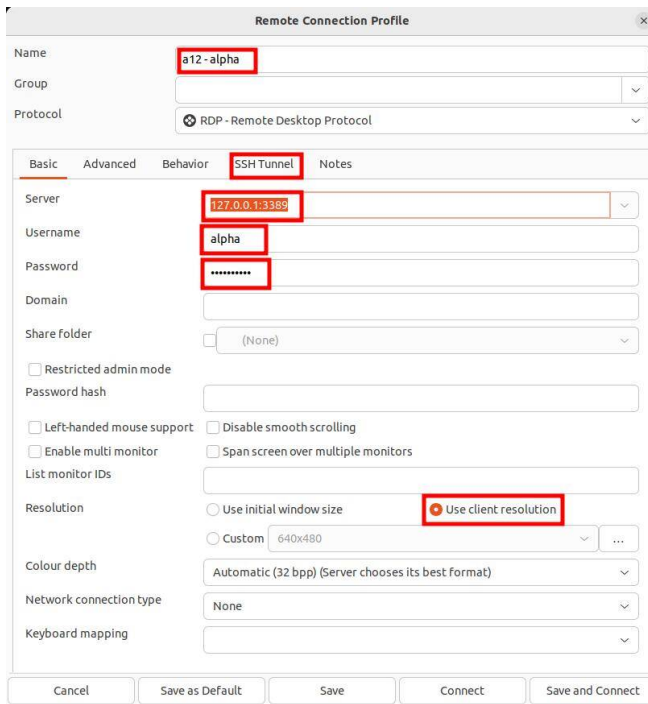 Remote Connection Profile
Name
a12 - alpha
Group
Protocol
RDP - Remote Desktop Protocol
Basic Advanced Behavior SSH Tunnel Notes
Server
127.0.0.1:3389
Username
alpha
Password
••••••••••
Domain
Share folder
(None)
Restricted admin mode
Password hash
Left-handed mouse support Disable smooth scrolling
Enable multi monitor Span screen over multiple monitors
List monitor IDs
Resolution Use initial window size Use client resolution
Custom 640x480 ...
Colour depth
Automatic (32 bpp) (Server chooses its best format)
Network connection type
None
Keyboard mapping
Cancel Save as Default Save Connect Save and Connect